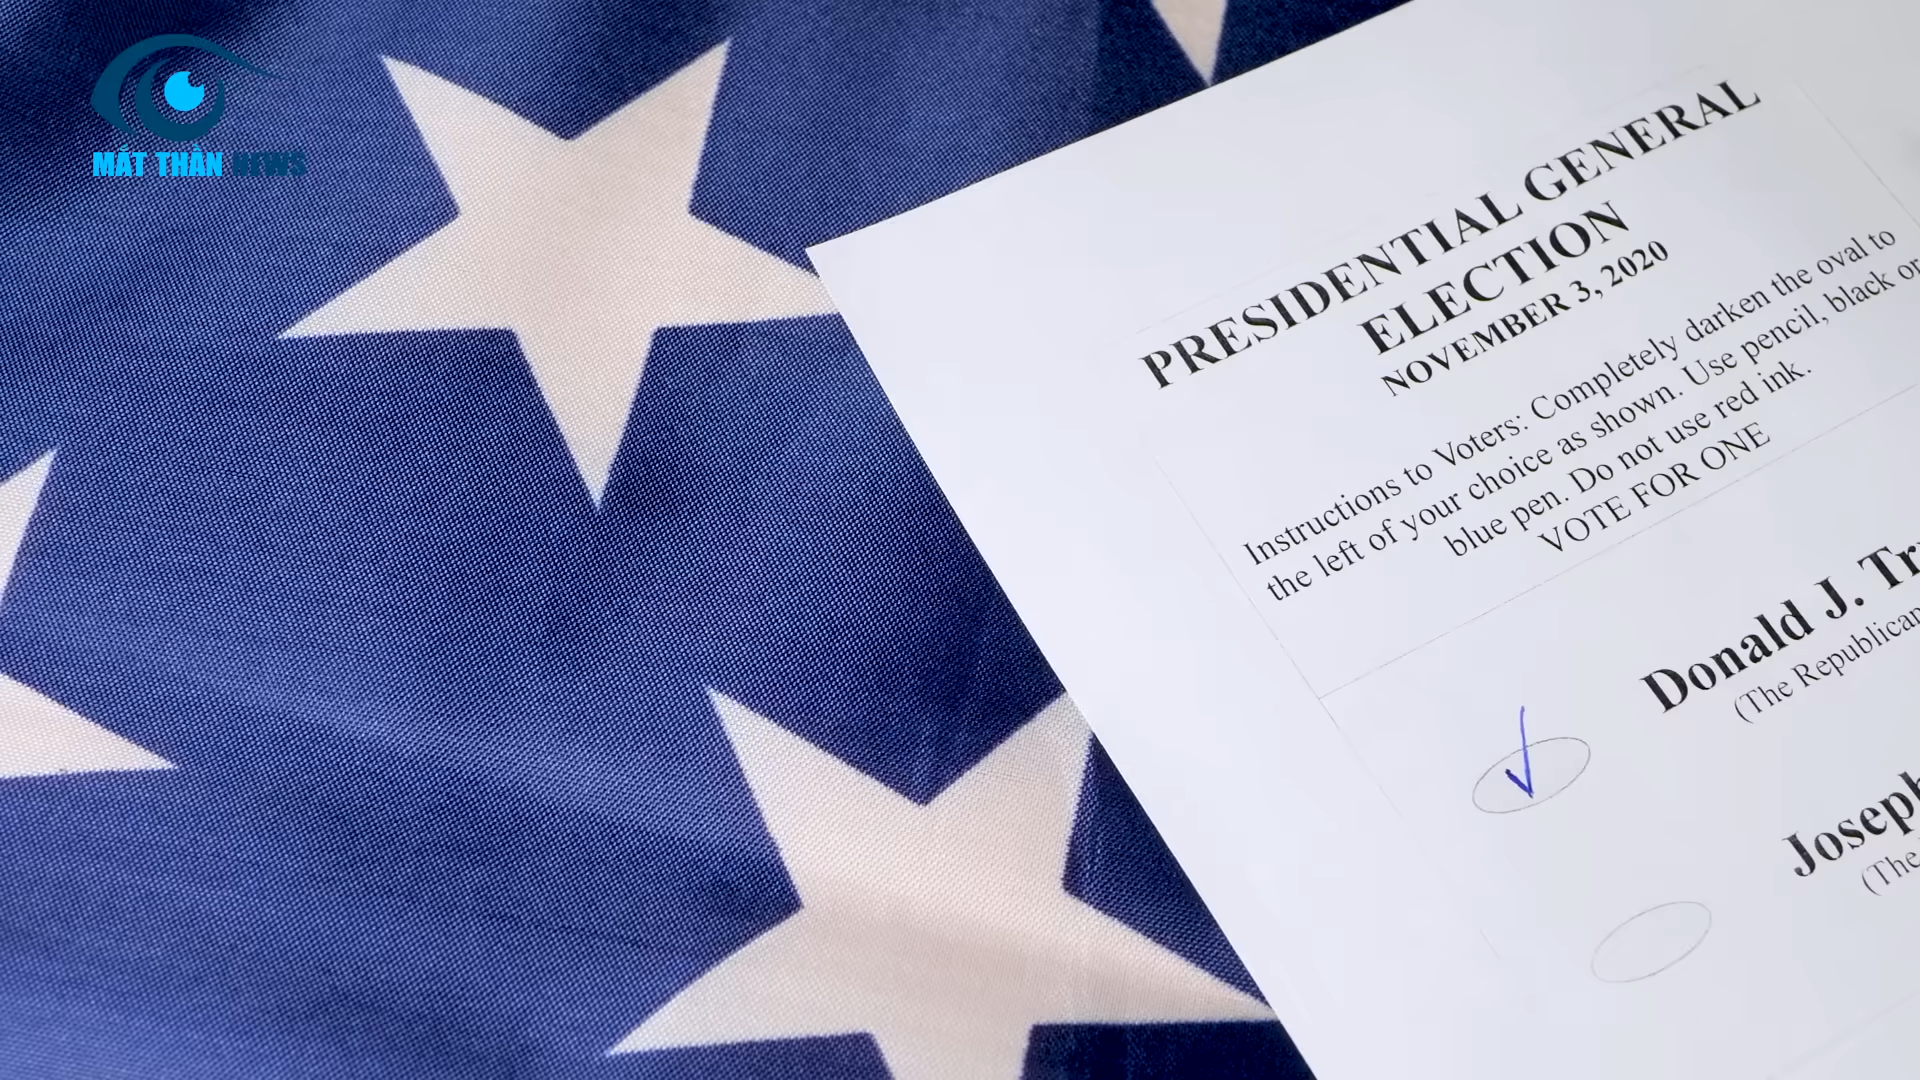 MẮT THẦN NEWS
PRESIDENTIAL GENERAL
ELECTION
NOVEMBER 3, 2020
Instructions to Voters: Completely darken the oval to
the left of your choice as shown. Use pencil, black or
blue pen. Do not use red ink.
VOTE FOR ONE
Donald J.
(The Republican
Joseph
(The